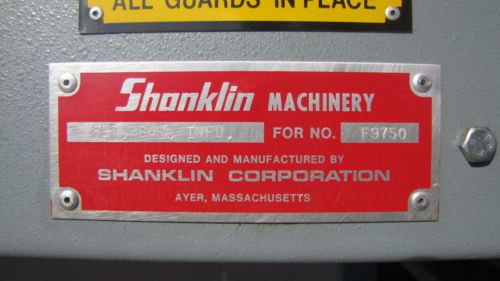 ALL GUARDS IN PLACE
Shanklin MACHINERY
FOR NO. F9750
DESIGNED AND MANUFACTURED BY
SHANKLIN CORPORATION
AYER, MASSACHUSETTS